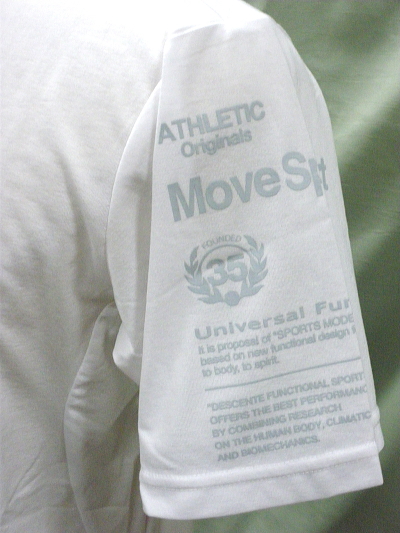 ATHLETIC
Originals
Move Sp t
FOUNDED
35
Universal Fur
It is proposal of "SPORTS MODE
based on new functional design
to body, to spirit.
"DESCENTE FUNCTIONAL SPORT
OFFERS THE BEST PERFORMANC
BY COMBINING RESEARCH
ON THE HUMAN BODY, CLIMATIC
AND BIOMECHANICS.